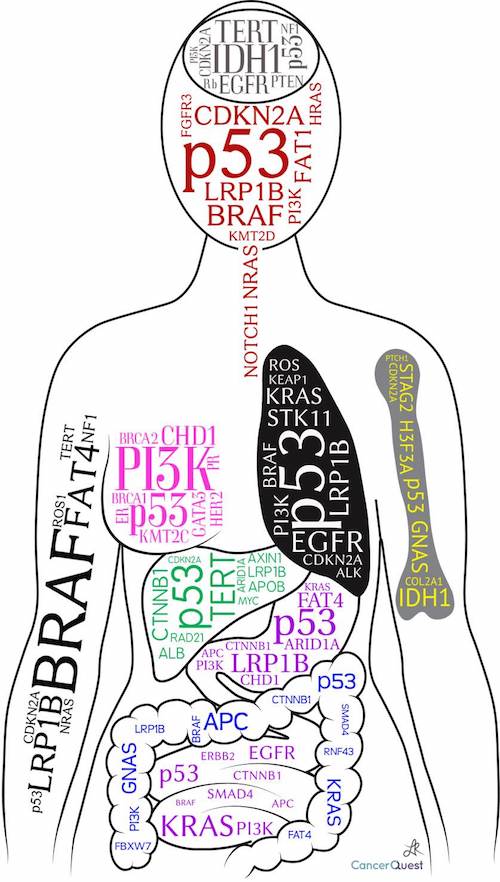 PI3K
CDKN2A
TERT
NF1
IDH1
p53
Rb
EGFR
PTEN
FGFR3
CDKN2A
HRAS
p53
FAT1
LRP1B
PI3K
BRAF
KMT2D
NOTCH1 NRAS
ROS
KEAP1
KRAS
STK11
PI3K BRAF
p53
LRP1B
EGFR
CDKN2A
ALK
PTCH1
CDKN2A
STAG2 H3F3A p53 GNAS
COL2A1
IDH1
TERT
NF1
FAT4
ROS1
BRAF
CDKN2A
NRAS
LRP1B
p53
BRCA2 CHD1
PI3K
PR
BRCA1
ER
p53
GATA3
HER2
KMT2C
CDKN2A
CTNNB1
p53
TERT
ARID1A
AXIN1
LRP1B
APOB
MYC
RAD21
ALB
KRAS
FAT4
p53
ARID1A
CTNNB1
APC
PI3K
LRP1B
CHD1
p53
CTNNB1
SMAD4
APC
BRAF
LRP1B
GNAS
RNF43
KRAS
PI3K
FBXW7
FAT4
ERBB2 EGFR
p53
CTNNB1
SMAD4
BRAF
APC
KRAS PI3K
CancerQuest